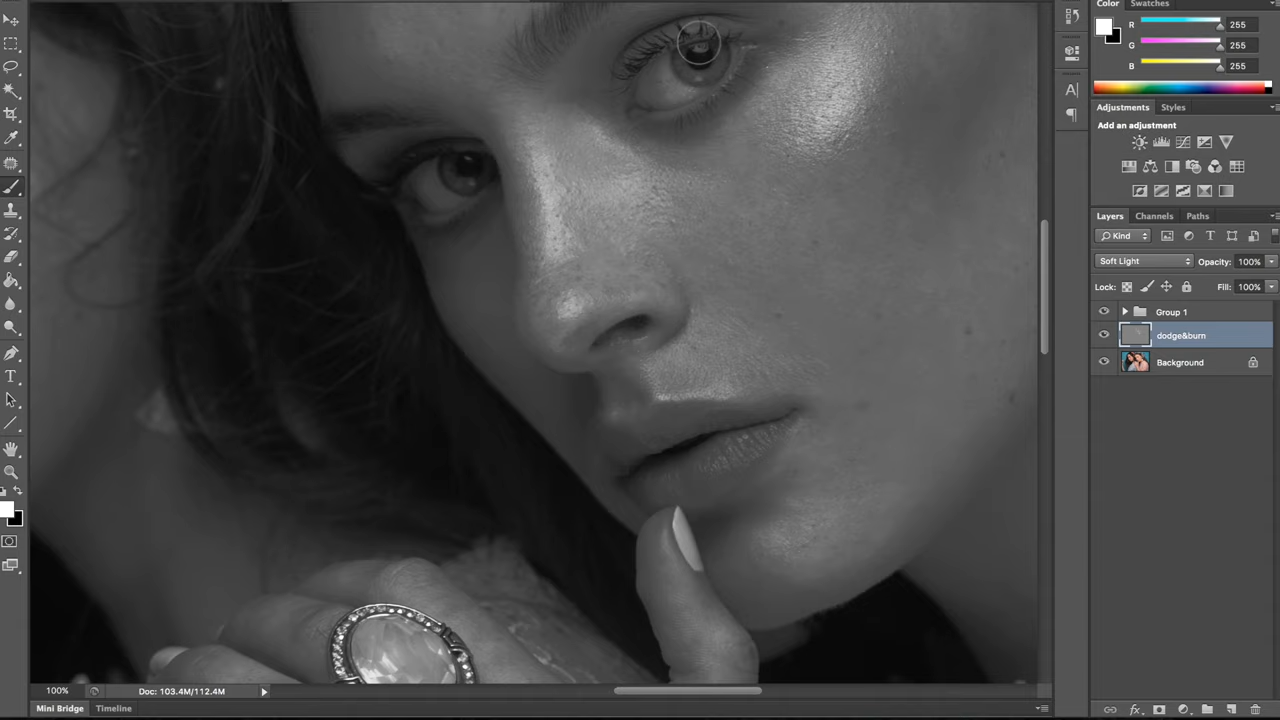 Color Swatches
R 255
G 255
B 255
Adjustments Styles
Add an adjustment
Layers Channels Paths
Kind
Soft Light Opacity: 100%
Lock: Fill: 100%
Group 1
dodge&burn
Background
100% Doc: 103.4M/112.4M
Mini Bridge Timeline